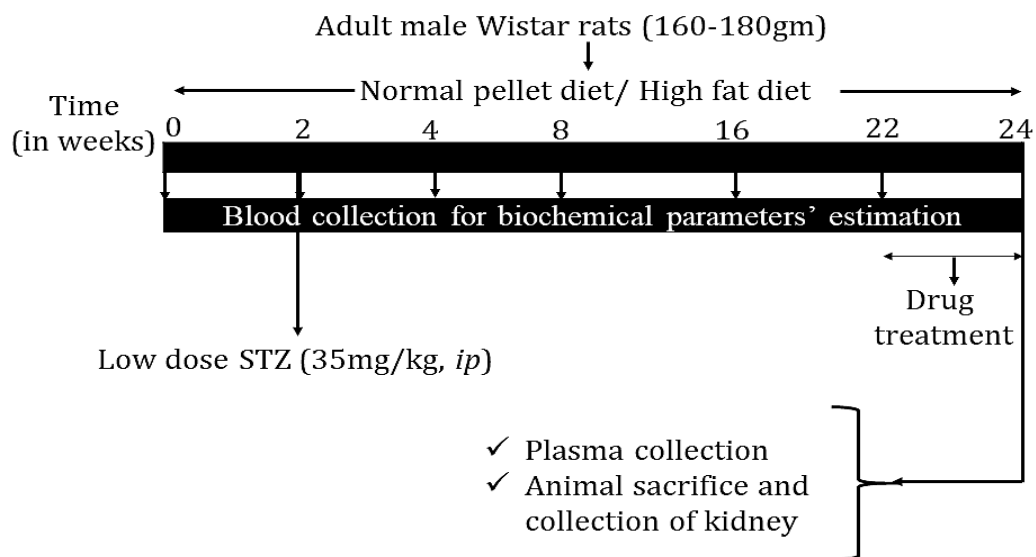 Adult male Wistar rats (160-180gm)
Normal pellet diet/ High fat diet
Time
(in weeks)
0 2 4 8 16 22 24
Blood collection for biochemical parameters’ estimation
Drug
treatment
Low dose STZ (35mg/kg, ip)
✓ Plasma collection
✓ Animal sacrifice and
collection of kidney